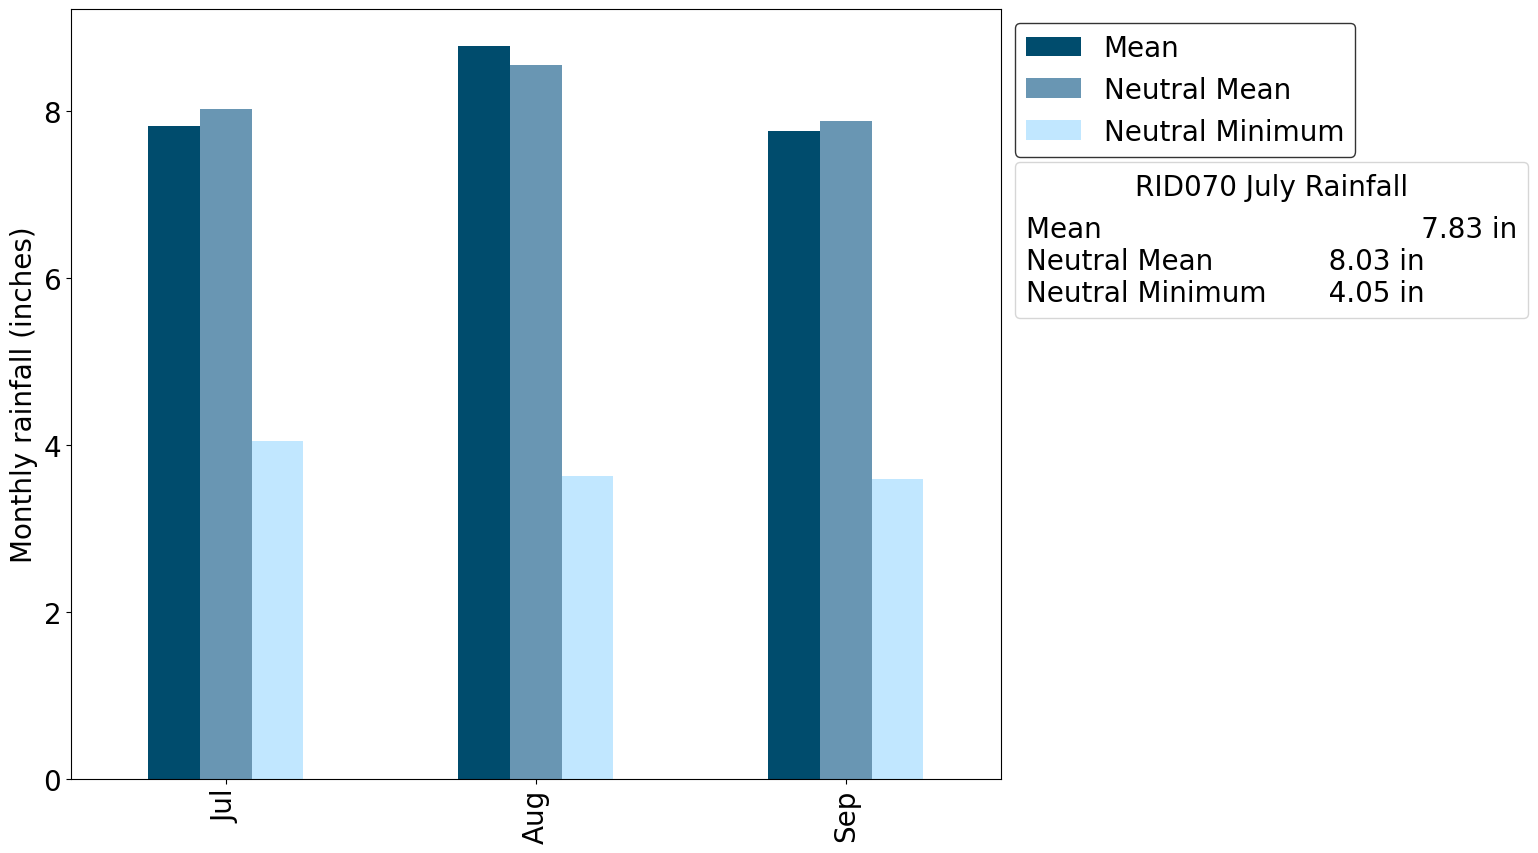 Mean
Neutral Mean
Neutral Minimum
RID070 July Rainfall
Mean 7.83 in
Neutral Mean 8.03 in
Neutral Minimum 4.05 in
Monthly rainfall (inches)
8
6
4
2
0
Jul
Aug
Sep